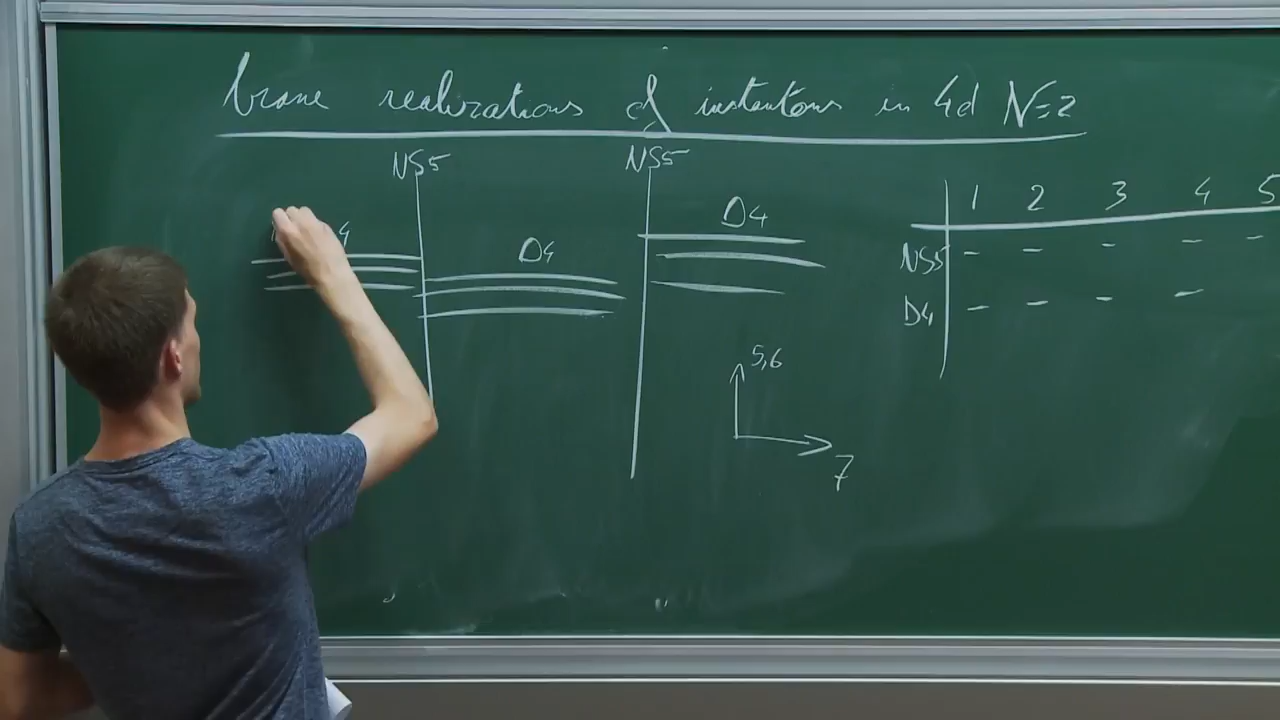 brane realizations of instantons in 4d N=2
NS5 NS5
D4 D4
4
5,6
7
1 2 3 4 5
NS5 - - - - -
D4 - - - -